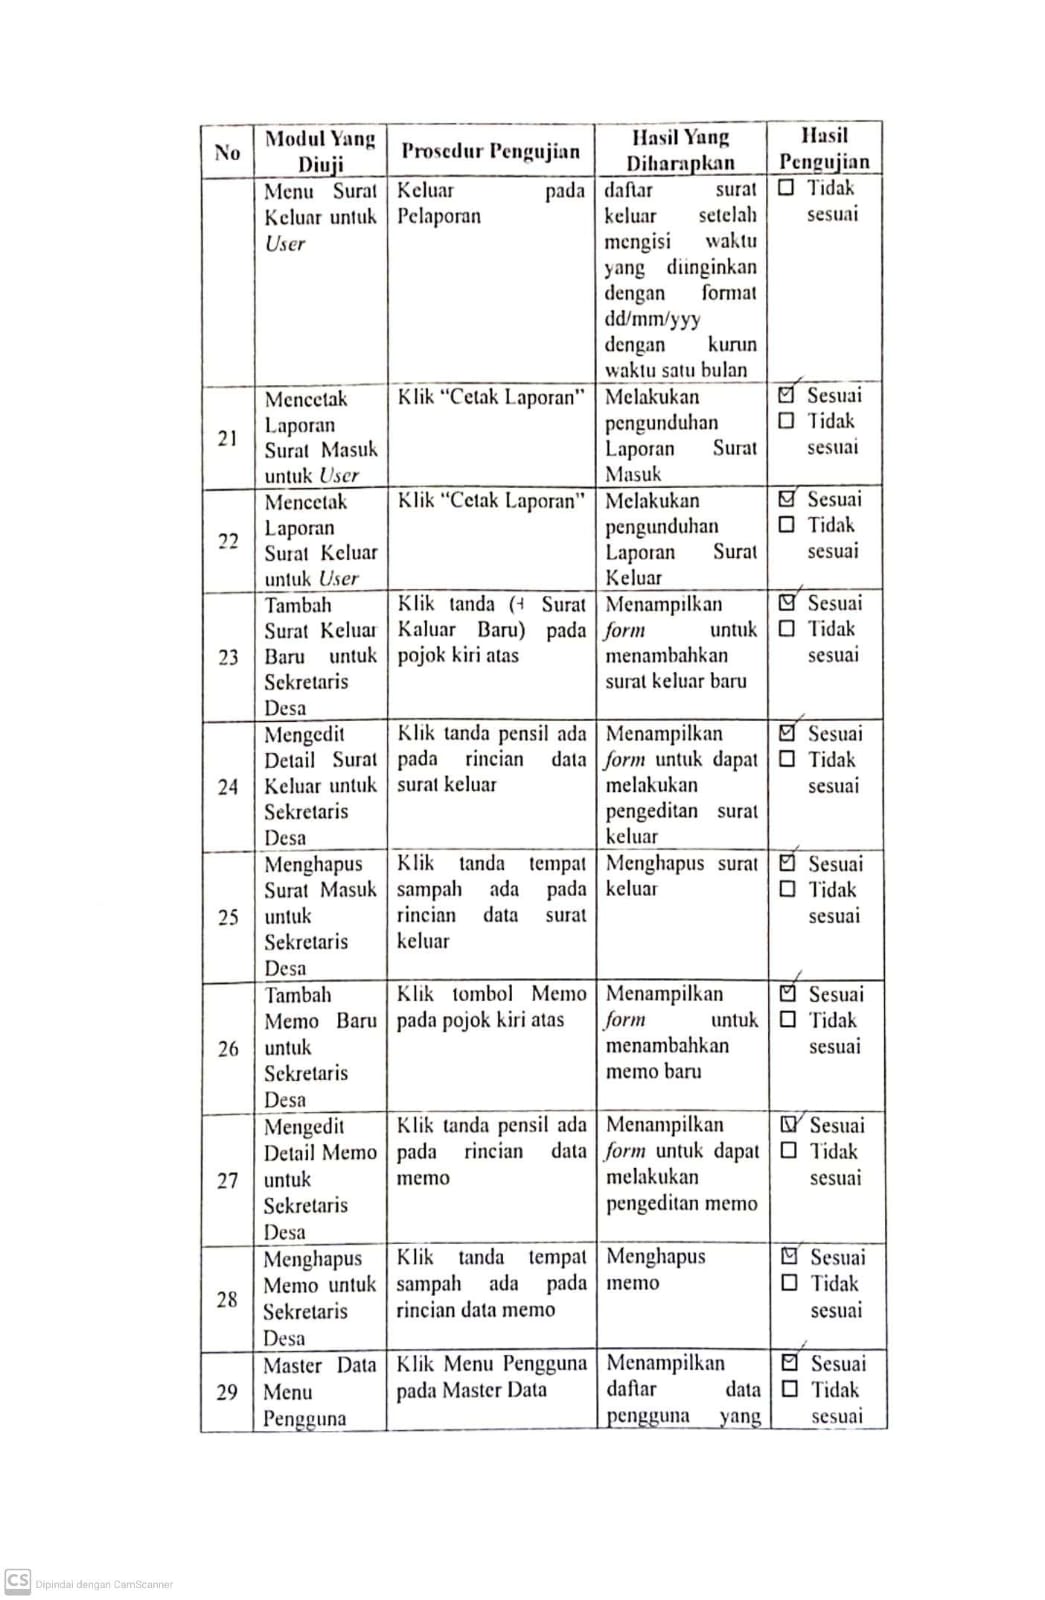 No
Modul Yang
Diuji
Prosedur Pengujian
Hasil Yang
Diharapkan
Hasil
Pengujian
Menu Surat
Keluar untuk
User
Keluar pada
Pelaporan
daftar surat
keluar setelah
mengisi waktu
yang diinginkan
dengan format
dd/mm/yyy
dengan kurun
waktu satu bulan
☐ Tidak
sesuai
21
Mencetak
Laporan
Surat Masuk
untuk User
Klik “Cetak Laporan”
Melakukan
pengunduhan
Laporan Surat
Masuk
☑ Sesuai
☐ Tidak
sesuai
22
Mencetak
Laporan
Surat Keluar
untuk User
Klik “Cetak Laporan”
Melakukan
pengunduhan
Laporan Surat
Keluar
☑ Sesuai
☐ Tidak
sesuai
23
Tambah
Surat Keluar
Baru untuk
Sekretaris
Desa
Klik tanda (+ Surat
Kaluar Baru) pada
pojok kiri atas
Menampilkan
form untuk
menambahkan
surat keluar baru
☑ Sesuai
☐ Tidak
sesuai
24
Mengedit
Detail Surat
Keluar untuk
Sekretaris
Desa
Klik tanda pensil ada
pada rincian data
surat keluar
Menampilkan
form untuk dapat
melakukan
pengeditan surat
keluar
☑ Sesuai
☐ Tidak
sesuai
25
Menghapus
Surat Masuk
untuk
Sekretaris
Desa
Klik tanda tempat
sampah ada pada
rincian data surat
keluar
Menghapus surat
keluar
☑ Sesuai
☐ Tidak
sesuai
26
Tambah
Memo Baru
untuk
Sekretaris
Desa
Klik tombol Memo
pada pojok kiri atas
Menampilkan
form untuk
menambahkan
memo baru
☑ Sesuai
☐ Tidak
sesuai
27
Mengedit
Detail Memo
untuk
Sekretaris
Desa
Klik tanda pensil ada
pada rincian data
memo
Menampilkan
form untuk dapat
melakukan
pengeditan memo
☑ Sesuai
☐ Tidak
sesuai
28
Menghapus
Memo untuk
Sekretaris
Desa
Klik tanda tempat
sampah ada pada
rincian data memo
Menghapus
memo
☑ Sesuai
☐ Tidak
sesuai
29
Master Data
Menu
Pengguna
Klik Menu Pengguna
pada Master Data
Menampilkan
daftar data
pengguna yang
☑ Sesuai
☐ Tidak
sesuai
CS Dipindai dengan CamScanner